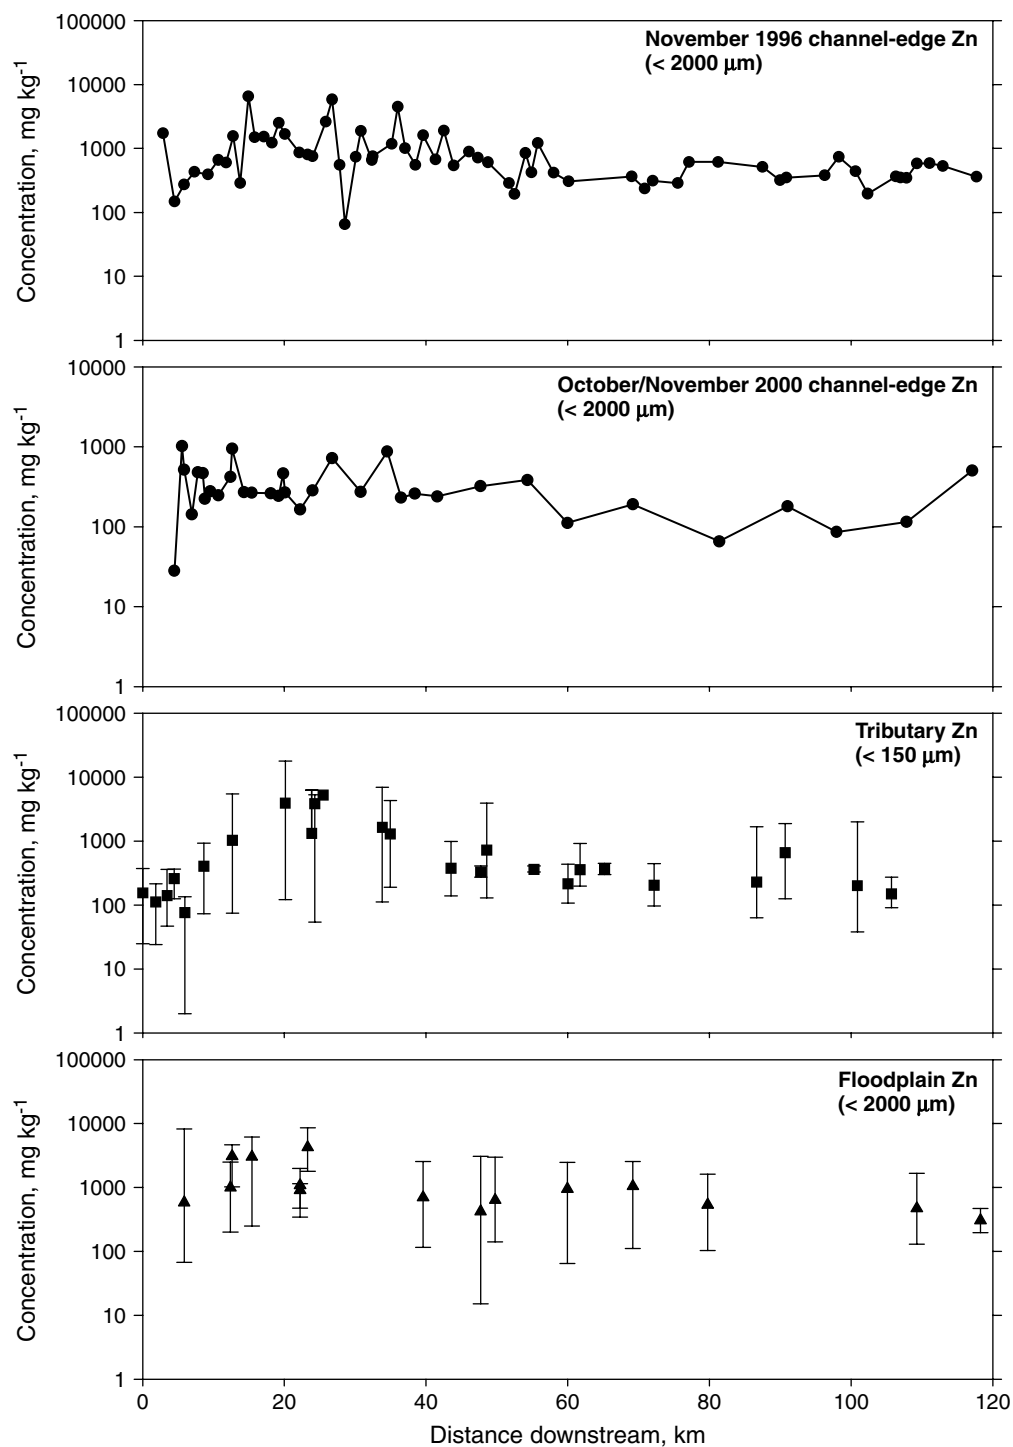 100000
10000
1000
100
10
1
Concentration, mg kg-1
November 1996 channel-edge Zn
(< 2000 μm)
10000
1000
100
10
1
Concentration, mg kg-1
October/November 2000 channel-edge Zn
(< 2000 μm)
100000
10000
1000
100
10
1
Concentration, mg kg-1
Tributary Zn
(< 150 μm)
100000
10000
1000
100
10
1
Concentration, mg kg-1
Floodplain Zn
(< 2000 μm)
0 20 40 60 80 100 120
Distance downstream, km